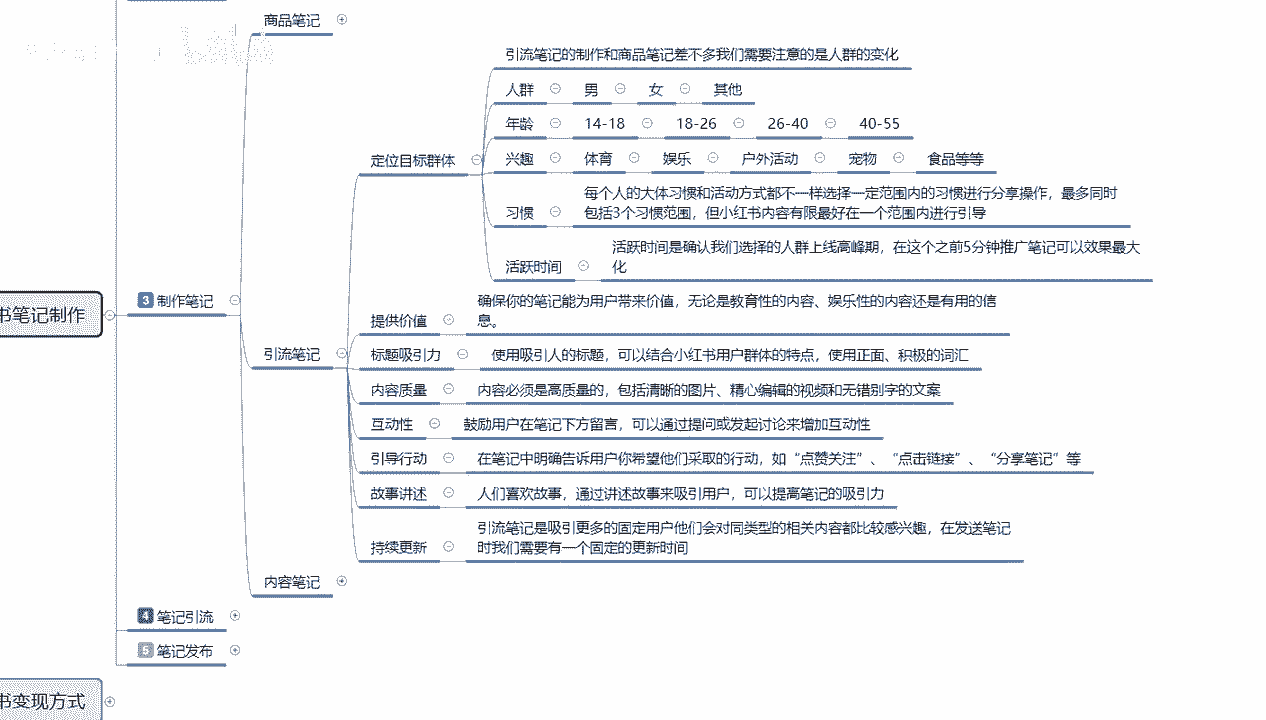 商品笔记
引流笔记的制作和商品笔记差不多我们需要注意的是人群的变化
人群 男 女 其他
年龄 14-18 18-26 26-40 40-55
定位目标群体
兴趣 体育 娱乐 户外活动 宠物 食品等等
习惯
每个人的大体习惯和活动方式都不一样选择一定范围内的习惯进行分享操作，最多同时
包括3个习惯范围，但小红书内容有限最好在一个范围内进行引导
活跃时间
活跃时间是确认我们选择的人群上线高峰期，在这个之前5分钟推广笔记可以效果最大
化
书笔记制作
3 制作笔记
引流笔记
提供价值
确保你的笔记能为用户带来价值，无论是教育性的内容、娱乐性的内容还是有用的信
息。
标题吸引力 使用吸引人的标题，可以结合小红书用户群体的特点，使用正面、积极的词汇
内容质量 内容必须是高质量的，包括清晰的图片、精心编辑的视频和无错别字的文案
互动性 鼓励用户在笔记下方留言，可以通过提问或发起讨论来增加互动性
引导行动 在笔记中明确告诉用户你希望他们采取的行动，如“点赞关注”、“点击链接”、“分享笔记”等
故事讲述 人们喜欢故事，通过讲述故事来吸引用户，可以提高笔记的吸引力
持续更新
引流笔记是吸引更多的固定用户他们会对同类型的相关内容都比较感兴趣，在发送笔记
时我们需要有一个固定的更新时间
内容笔记
4 笔记引流
5 笔记发布
书变现方式